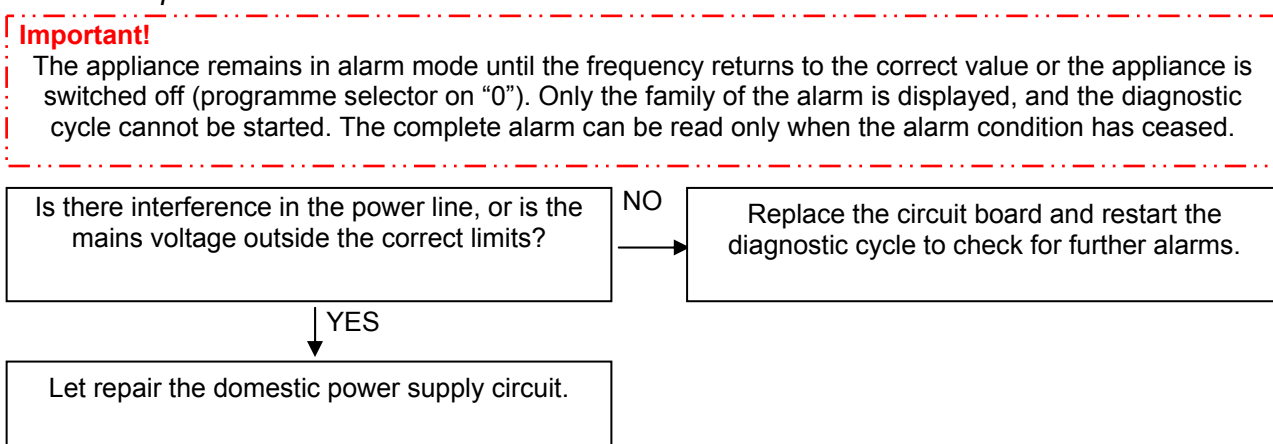 Important!
The appliance remains in alarm mode until the frequency returns to the correct value or the appliance is
switched off (programme selector on “0”). Only the family of the alarm is displayed, and the diagnostic
cycle cannot be started. The complete alarm can be read only when the alarm condition has ceased.
Is there interference in the power line, or is the
mains voltage outside the correct limits?
NO
Replace the circuit board and restart the
diagnostic cycle to check for further alarms.
YES
Let repair the domestic power supply circuit.